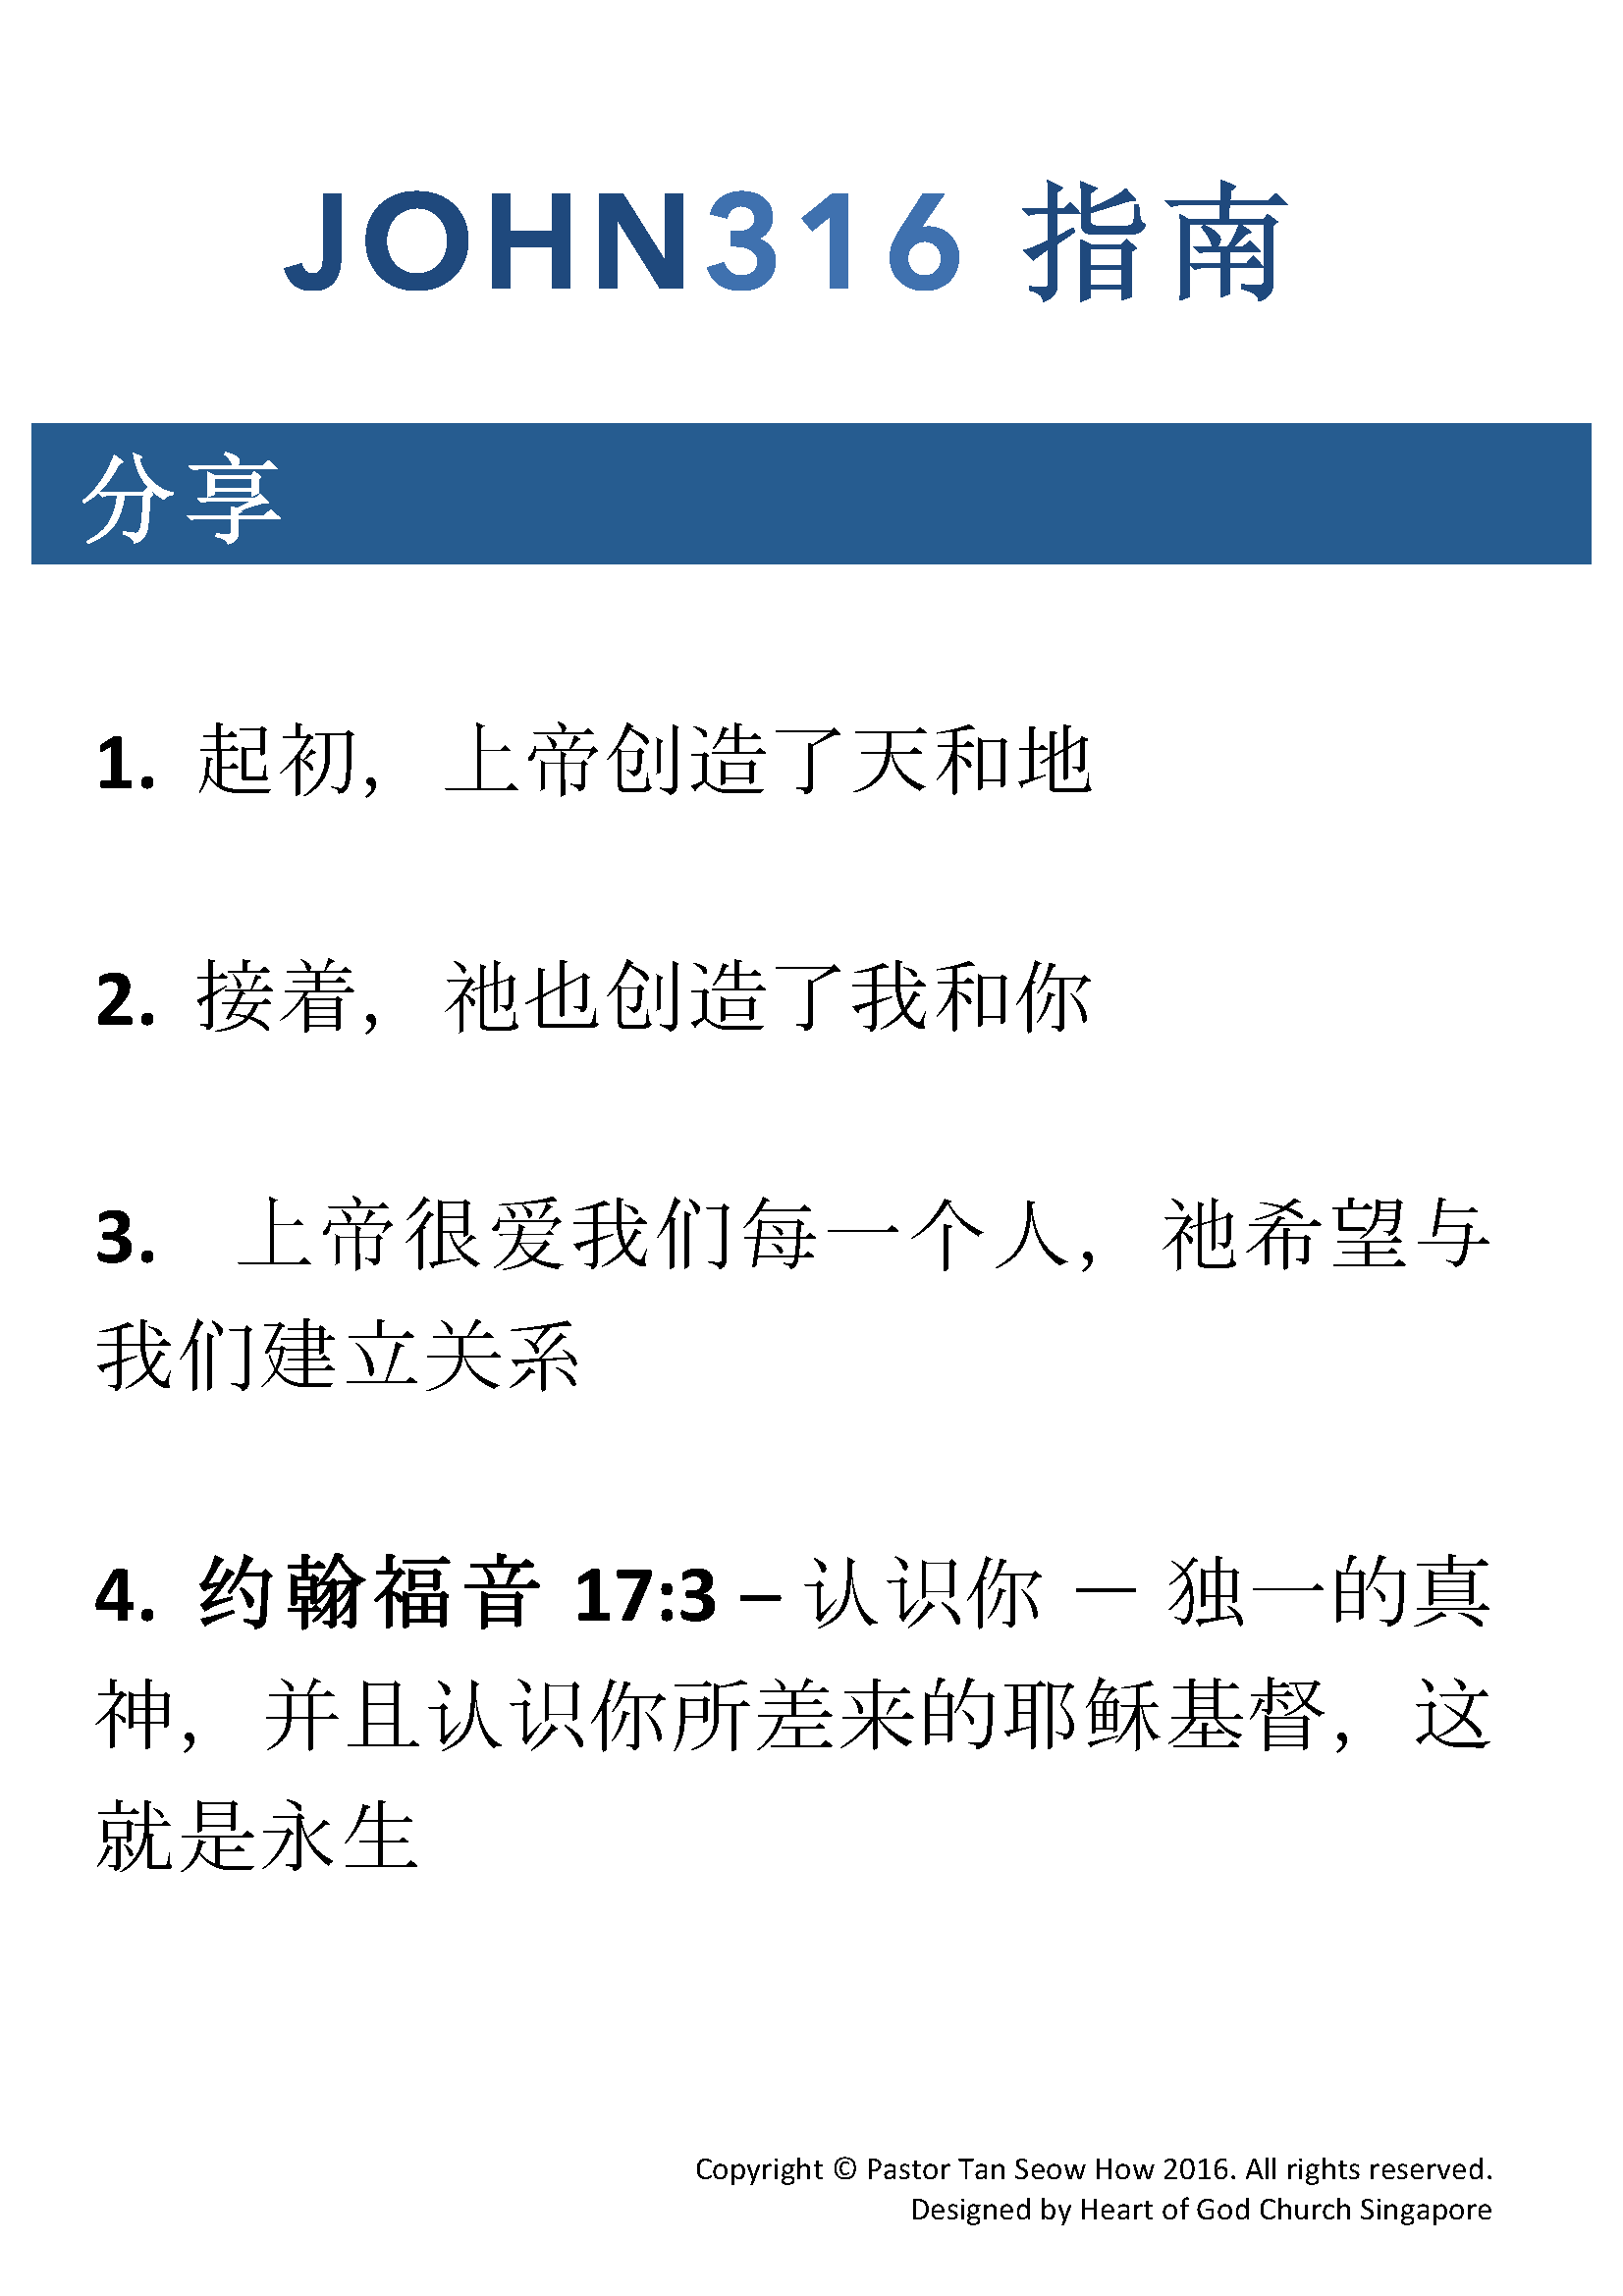 JOHN316 指南
分享
1. 起初，上帝创造了天和地
2. 接着，祂也创造了我和你
3. 上帝很爱我们每一个人，祂希望与
我们建立关系
4. 约翰福音 17:3 – 认识你 － 独一的真
神，并且认识你所差来的耶稣基督，这
就是永生
Copyright © Pastor Tan Seow How 2016. All rights reserved.
Designed by Heart of God Church Singapore